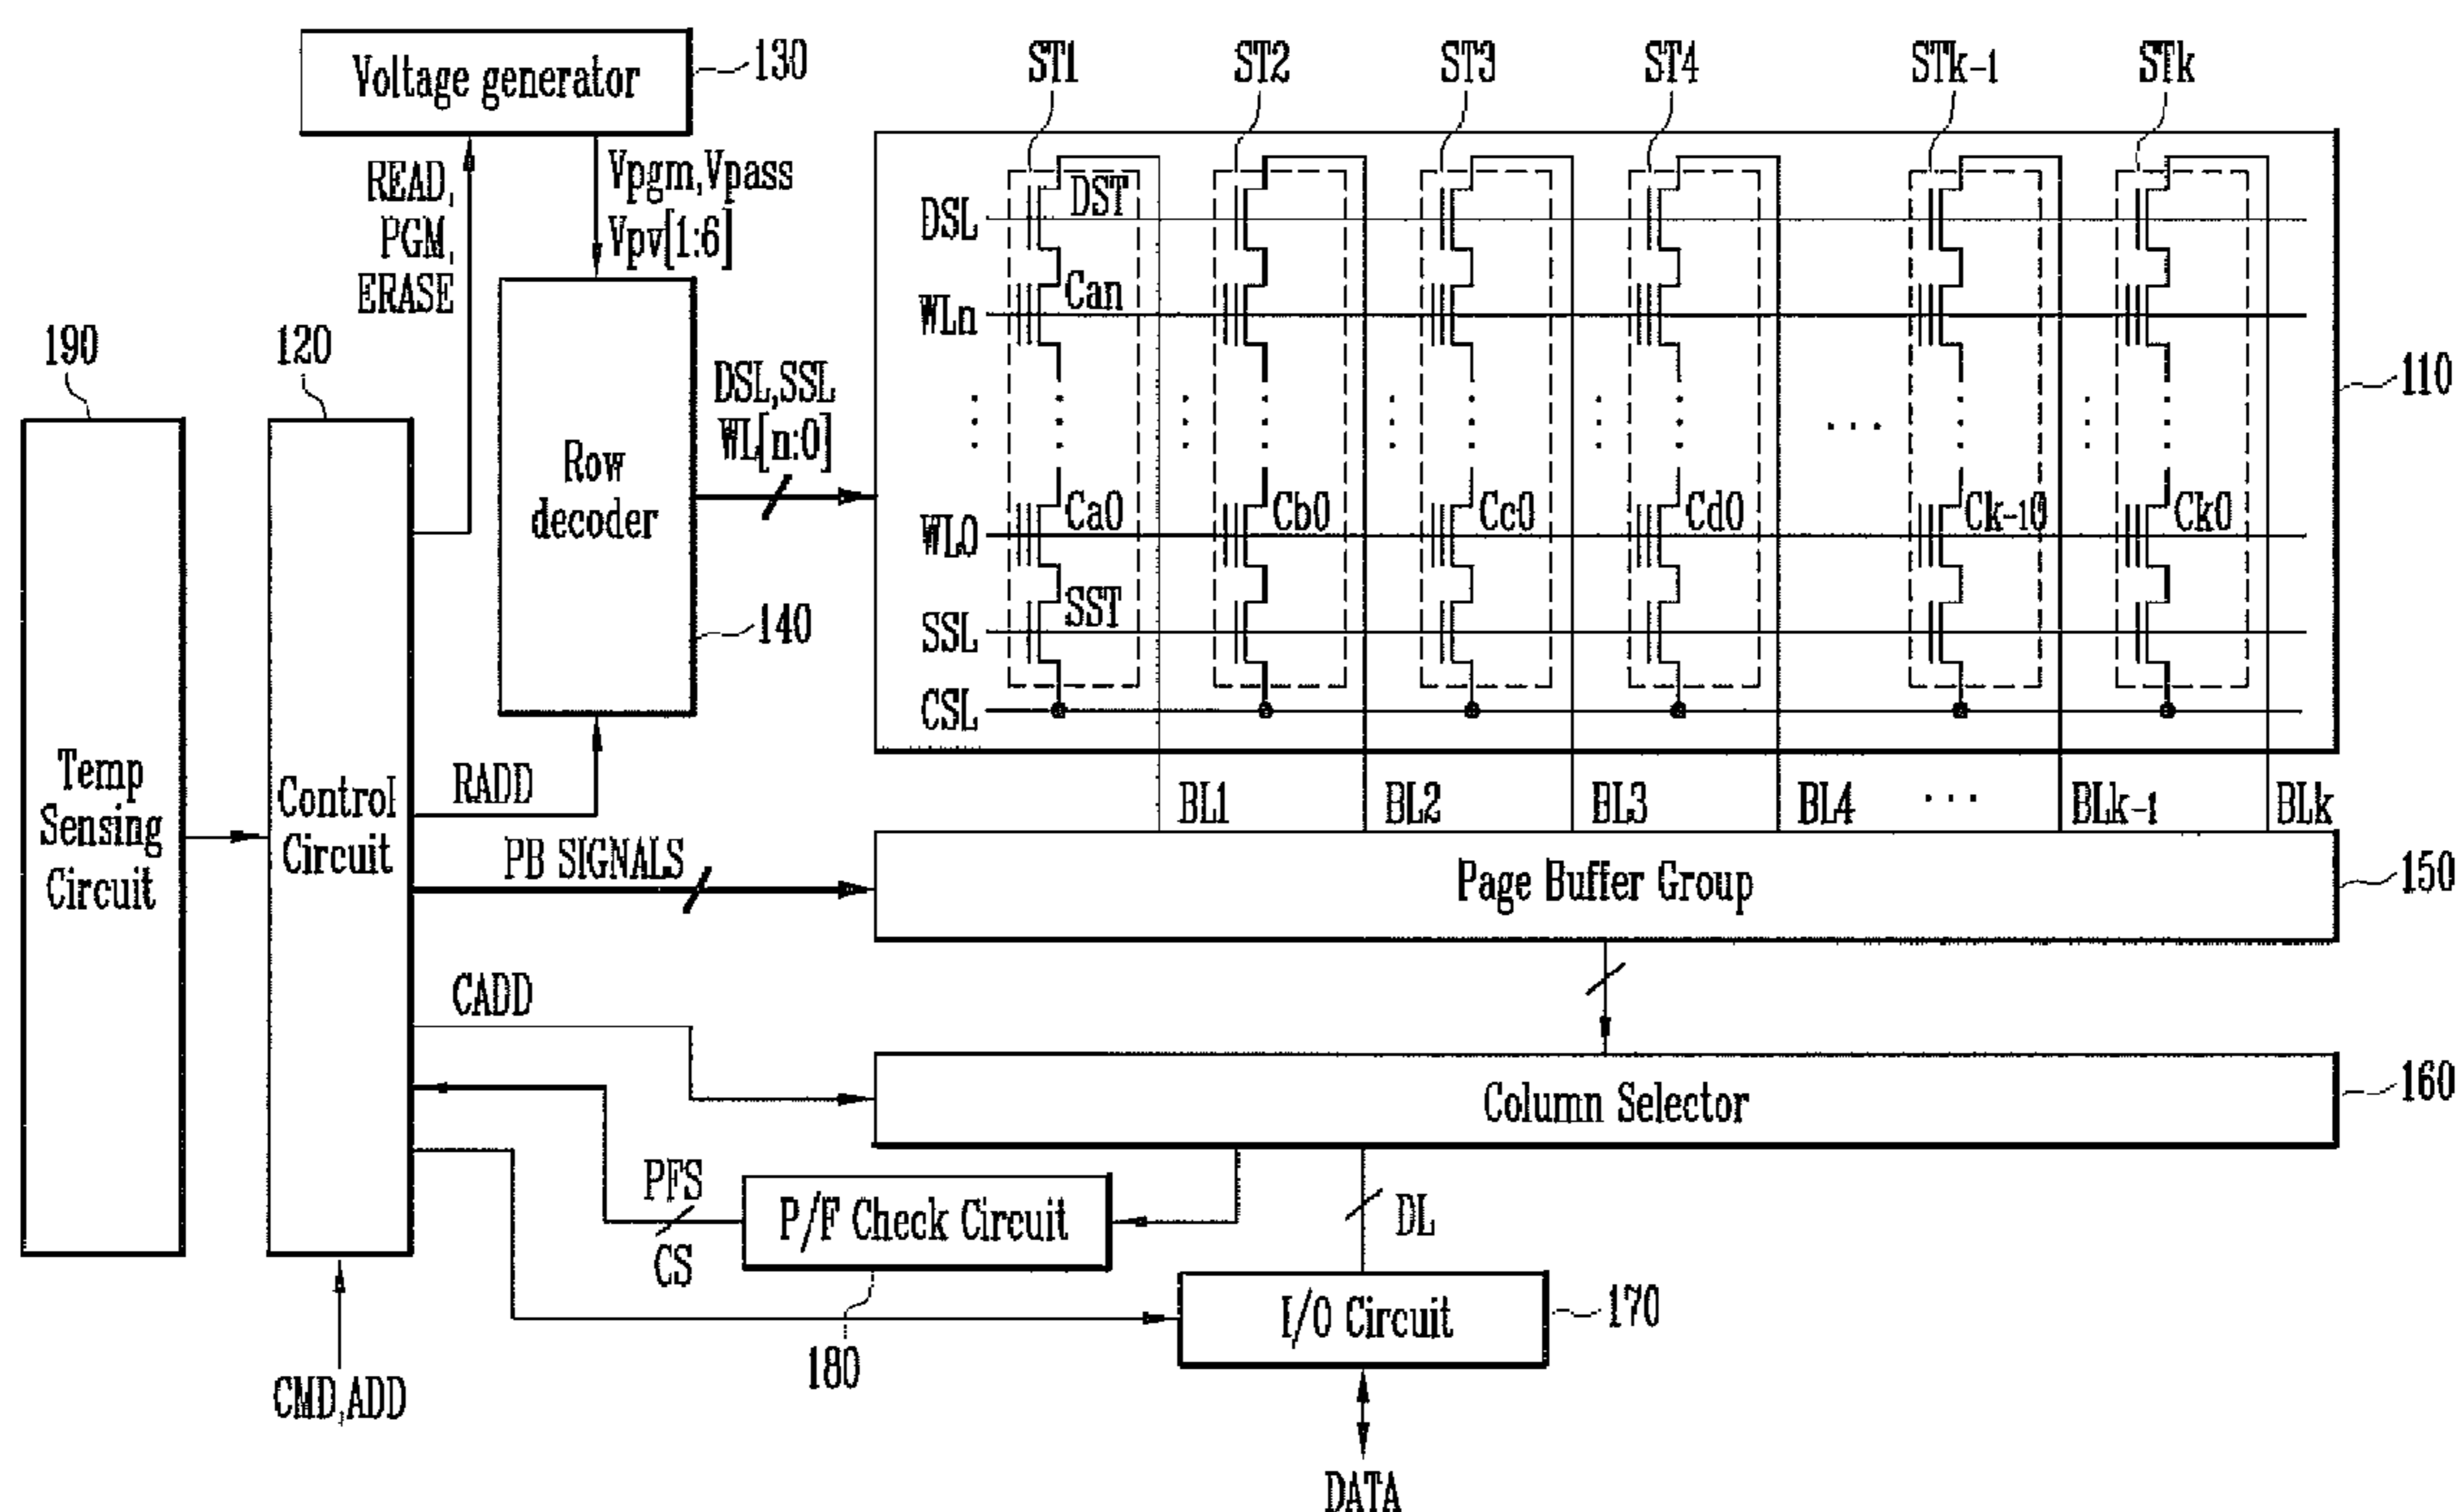 Voltage generator
130
ST1
ST2
ST3
ST4
STk-1
STk
READ,
PGM,
ERASE
Vpgm,Vpass
Vpv[1:6]
DSL
DST
WLn
Can
190
120
110
DSL,SSL
WL[n:0]
Row
decoder
WL0
Ca0
Cb0
Cc0
Cd0
Ck-10
Ck0
SSL
SST
140
CSL
Temp
Sensing
Circuit
Control
Circuit
RADD
BL1
BL2
BL3
BL4
...
BLk-1
BLk
PB SIGNALS
Page Buffer Group
150
CADD
Column Selector
160
PFS
CS
P/F Check Circuit
DL
180
I/O Circuit
170
CMD,ADD
DATA